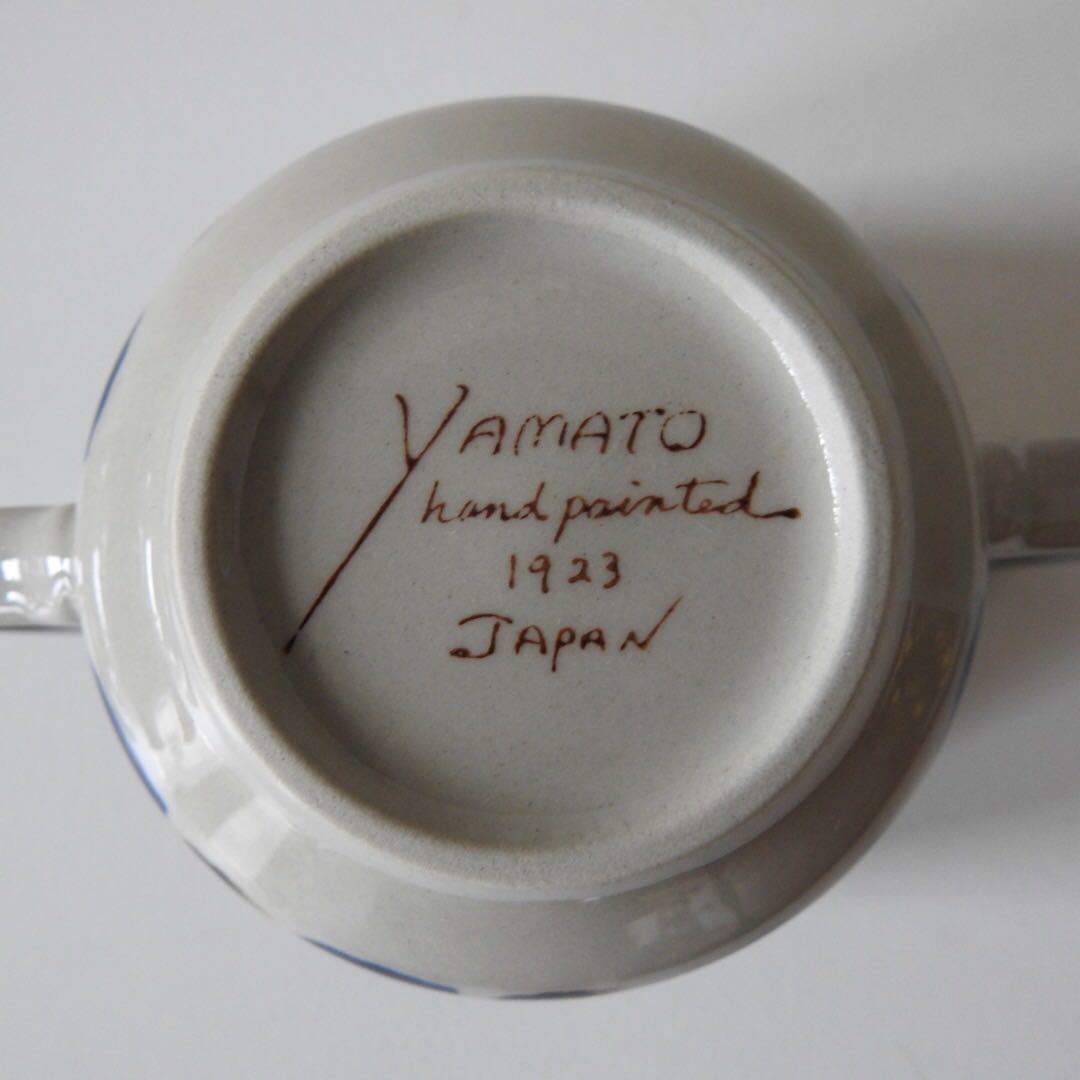 YAMATO
hand painted
1923
JAPAN